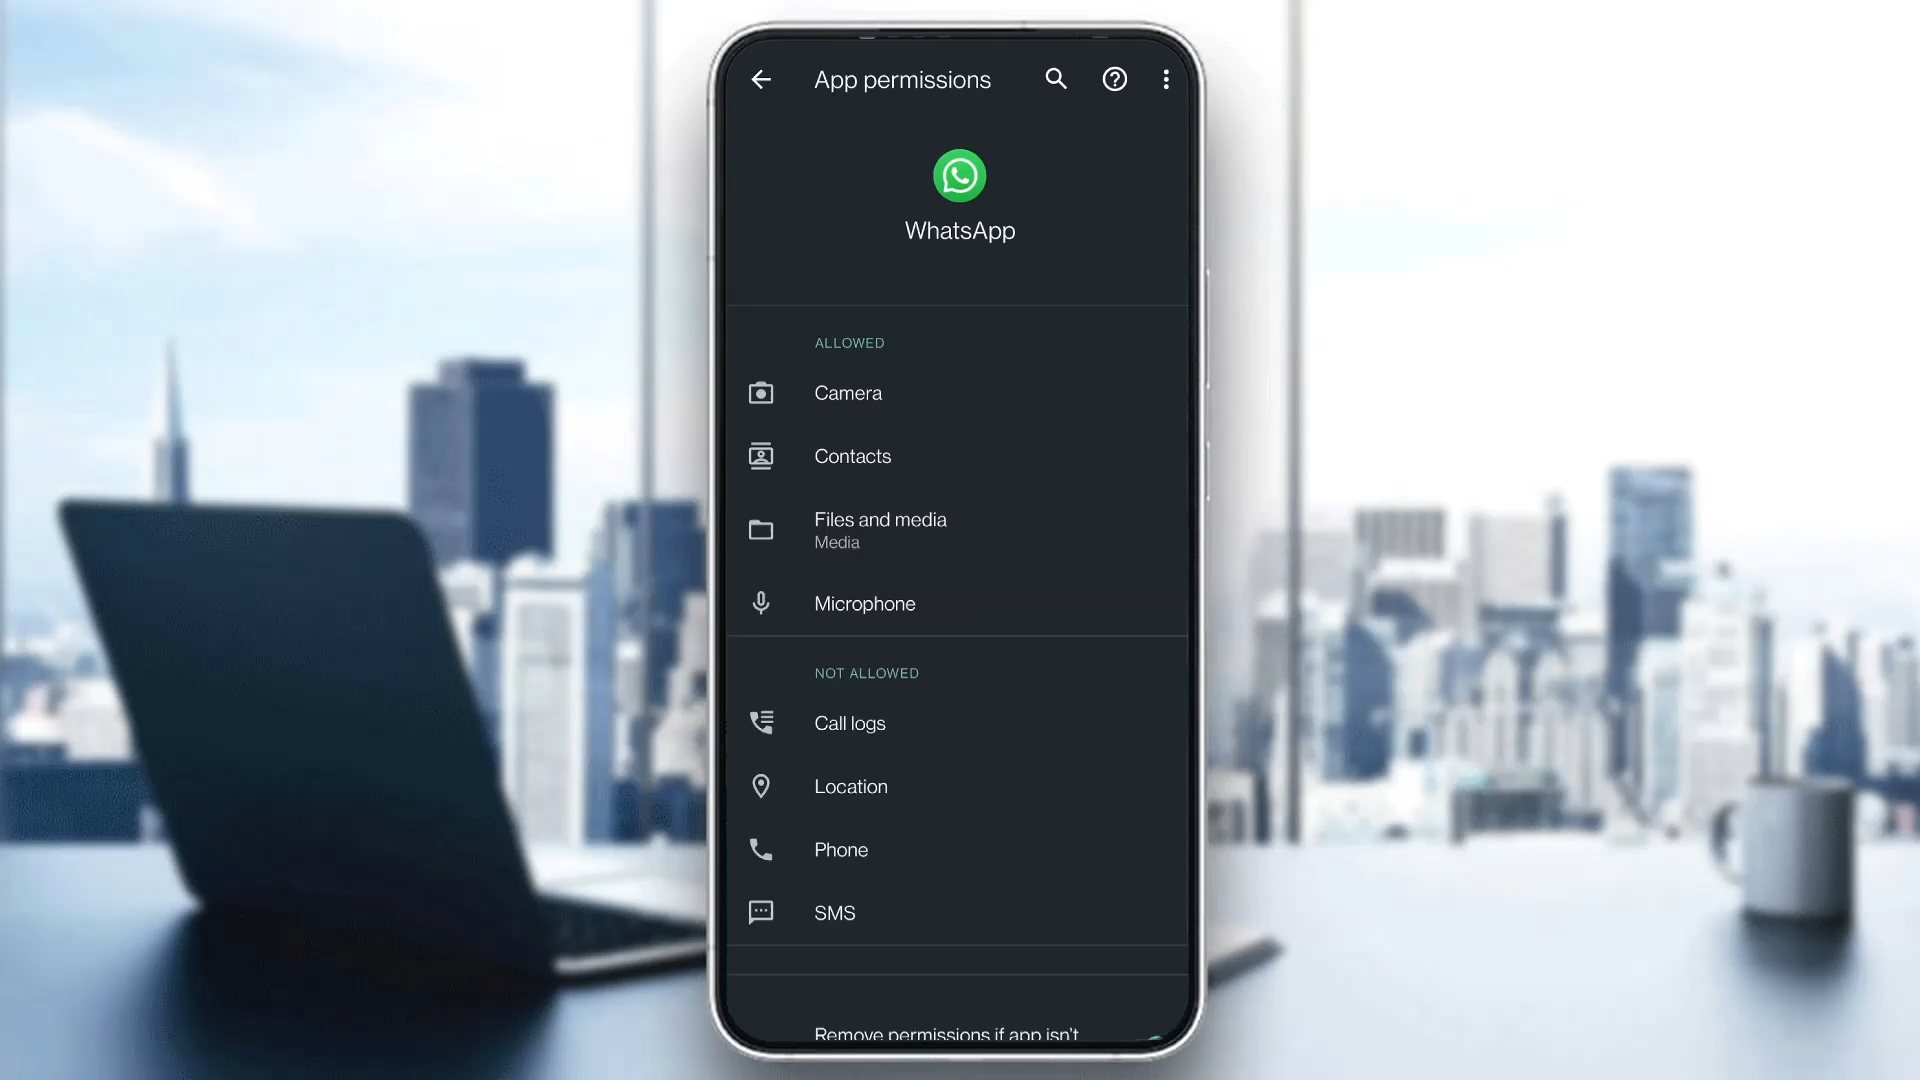 App permissions
WhatsApp
ALLOWED
Camera
Contacts
Files and media
Media
Microphone
NOT ALLOWED
Call logs
Location
Phone
SMS
Remove permissions if app isn't